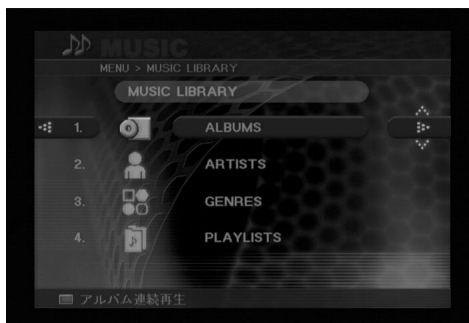 MUSIC
MENU > MUSIC LIBRARY
MUSIC LIBRARY
1. ALBUMS
2. ARTISTS
3. GENRES
4. PLAYLISTS
アルバム連続再生